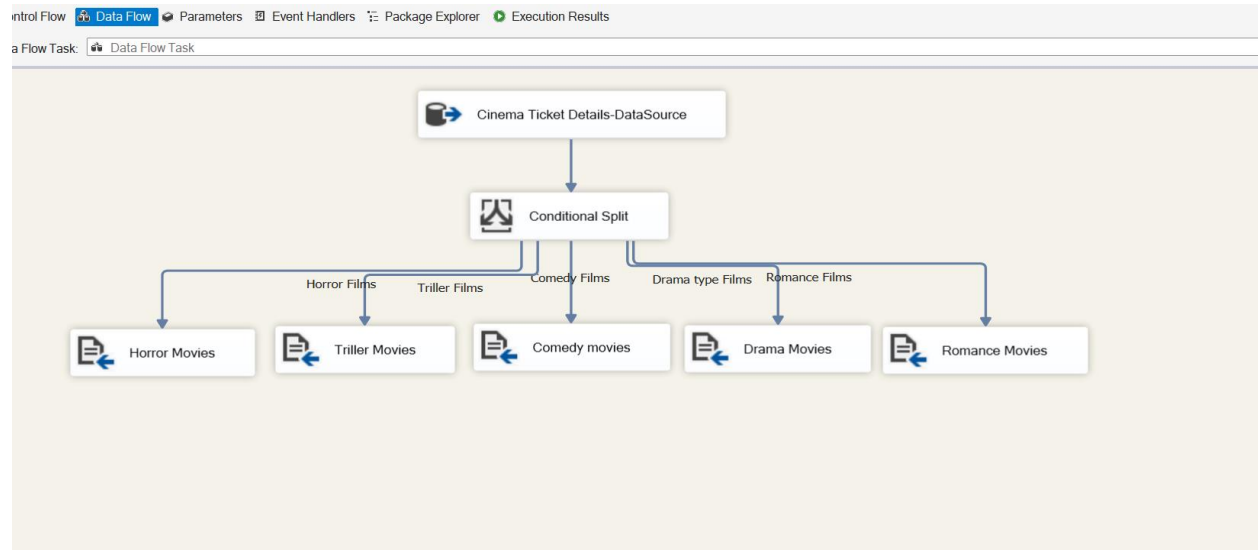 ntrol Flow Data Flow Parameters Event Handlers Package Explorer Execution Results
a Flow Task: Data Flow Task
Cinema Ticket Details-DataSource
Conditional Split
Horror Films Triller Films Comedy Films Drama type Films Romance Films
Horror Movies Triller Movies Comedy movies Drama Movies Romance Movies